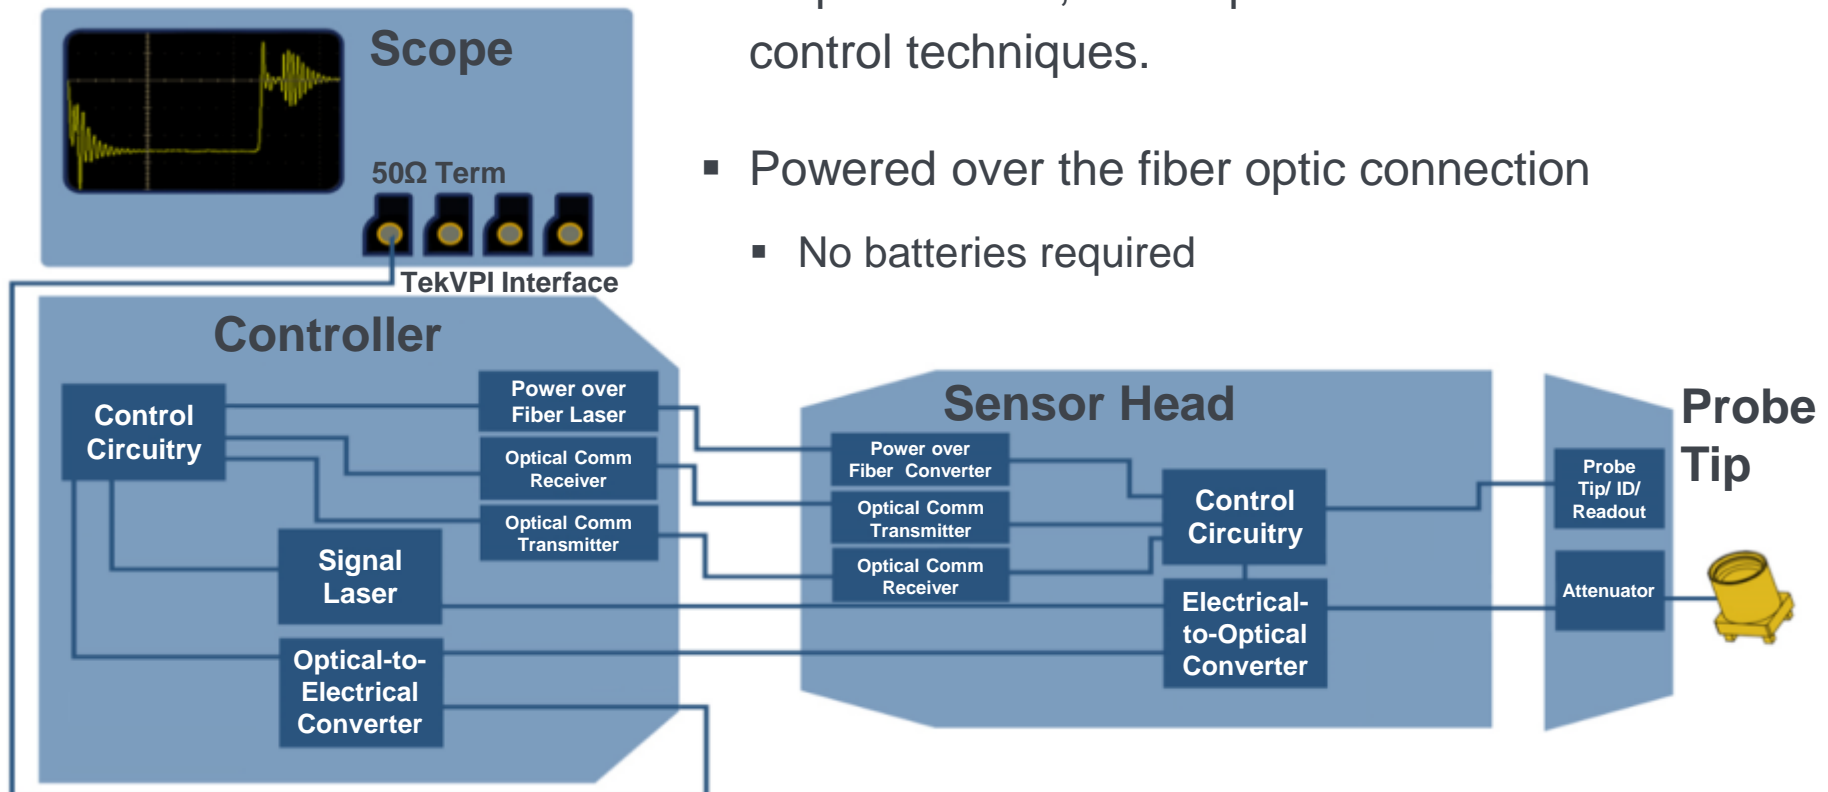 control techniques.
▪ Powered over the fiber optic connection
▪ No batteries required
Scope
50Ω Term
TekVPI Interface
Controller
Control
Circuitry
Power over
Fiber Laser
Optical Comm
Receiver
Optical Comm
Transmitter
Signal
Laser
Optical-to-
Electrical
Converter
Sensor Head
Power over
Fiber Converter
Optical Comm
Transmitter
Optical Comm
Receiver
Control
Circuitry
Electrical-
to-Optical
Converter
Probe
Tip
Probe
Tip/ ID/
Readout
Attenuator